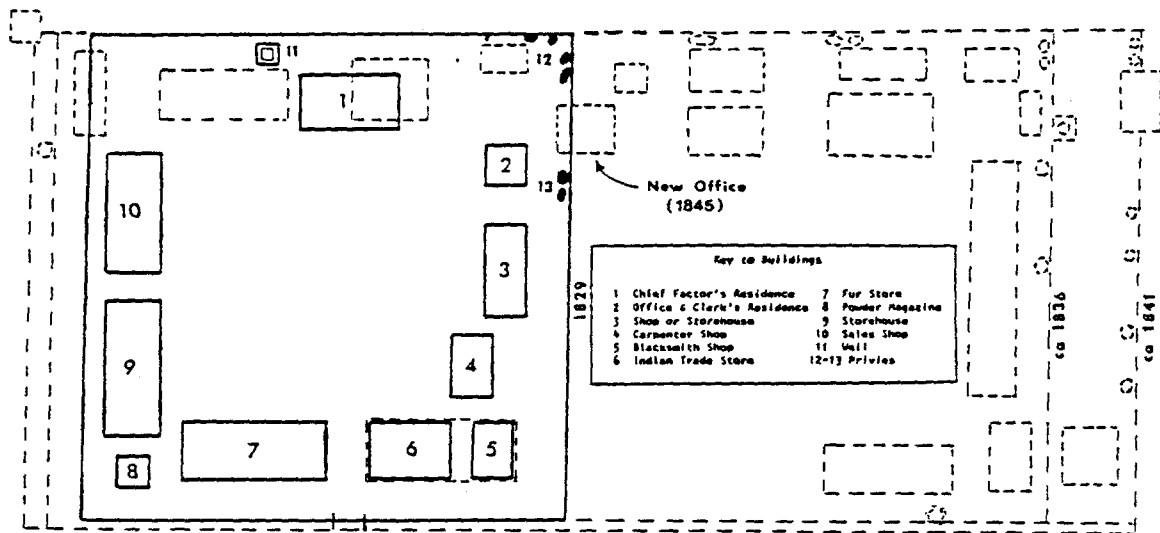 11
12
1
2
13
New Office
(1845)
10
3
Key to Buildings
1 Chief Factor's Residence 7 Fur Store
2 Office & Clerk's Residence 8 Powder Magazine
3 Shop or Storehouse 9 Storehouse
4 Carpenter Shop 10 Sales Shop
5 Blacksmith Shop 11 Well
6 Indian Trade Store 12-13 Privies
1829
ca 1836
ca 1841
9
4
7
6
5
8